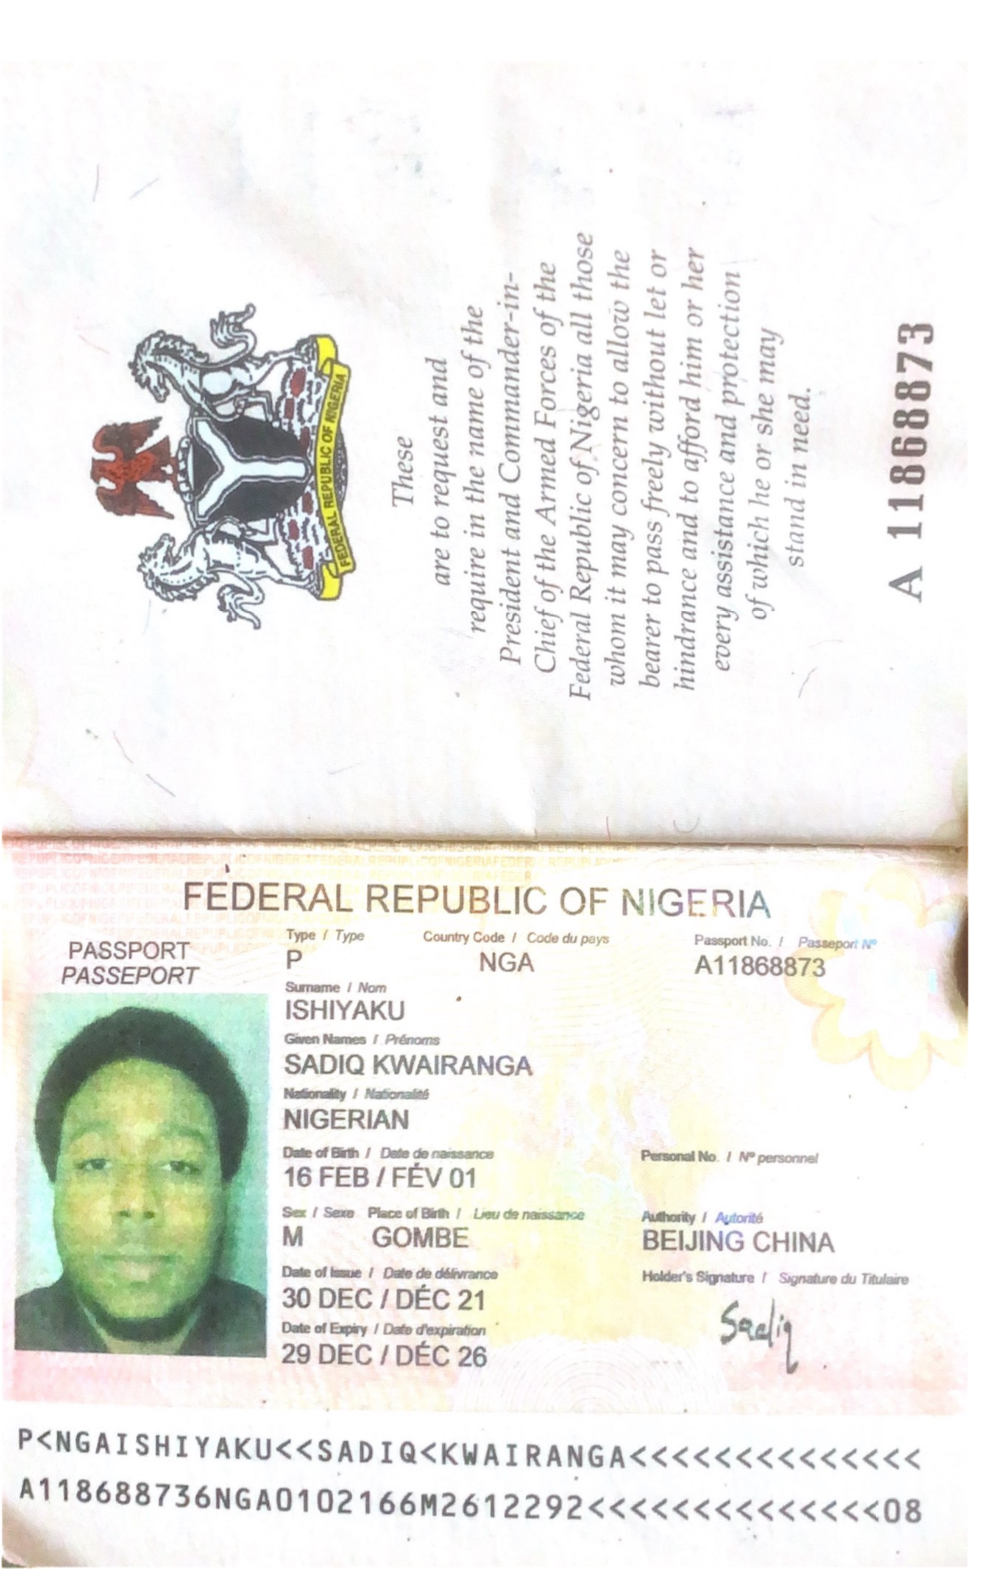 FEDERAL REPUBLIC OF NIGERIA
These
are to request and
require in the name of the
President and Commander-in-
Chief of the Armed Forces of the
Federal Republic of Nigeria all those
whom it may concern to allow the
bearer to pass freely without let or
hindrance and to afford him or her
every assistance and protection
of which he or she may
stand in need.
A 11868873
FEDERAL REPUBLIC OF NIGERIA
PASSPORT
PASSEPORT
Type / Type Country Code / Code du pays Passport No. / Passeport Nº
P NGA A11868873
Surname / Nom
ISHIYAKU
Given Names / Prénoms
SADIQ KWAIRANGA
Nationality / Nationalité
NIGERIAN
Date of Birth / Date de naissance Personal No. / Nº personnel
16 FEB / FÉV 01
Sex / Sexe Place of Birth / Lieu de naissance Authority / Autorité
M GOMBE BEIJING CHINA
Date of Issue / Date de délivrance Holder's Signature / Signature du Titulaire
30 DEC / DÉC 21
Sadiq
Date of Expiry / Date d'expiration
29 DEC / DÉC 26
P<NGAISHIYAKU<<SADIQ<KWAIRANGA<<<<<<<<<<<<<<
A118688736NGA0102166M2612292<<<<<<<<<<<<<<08